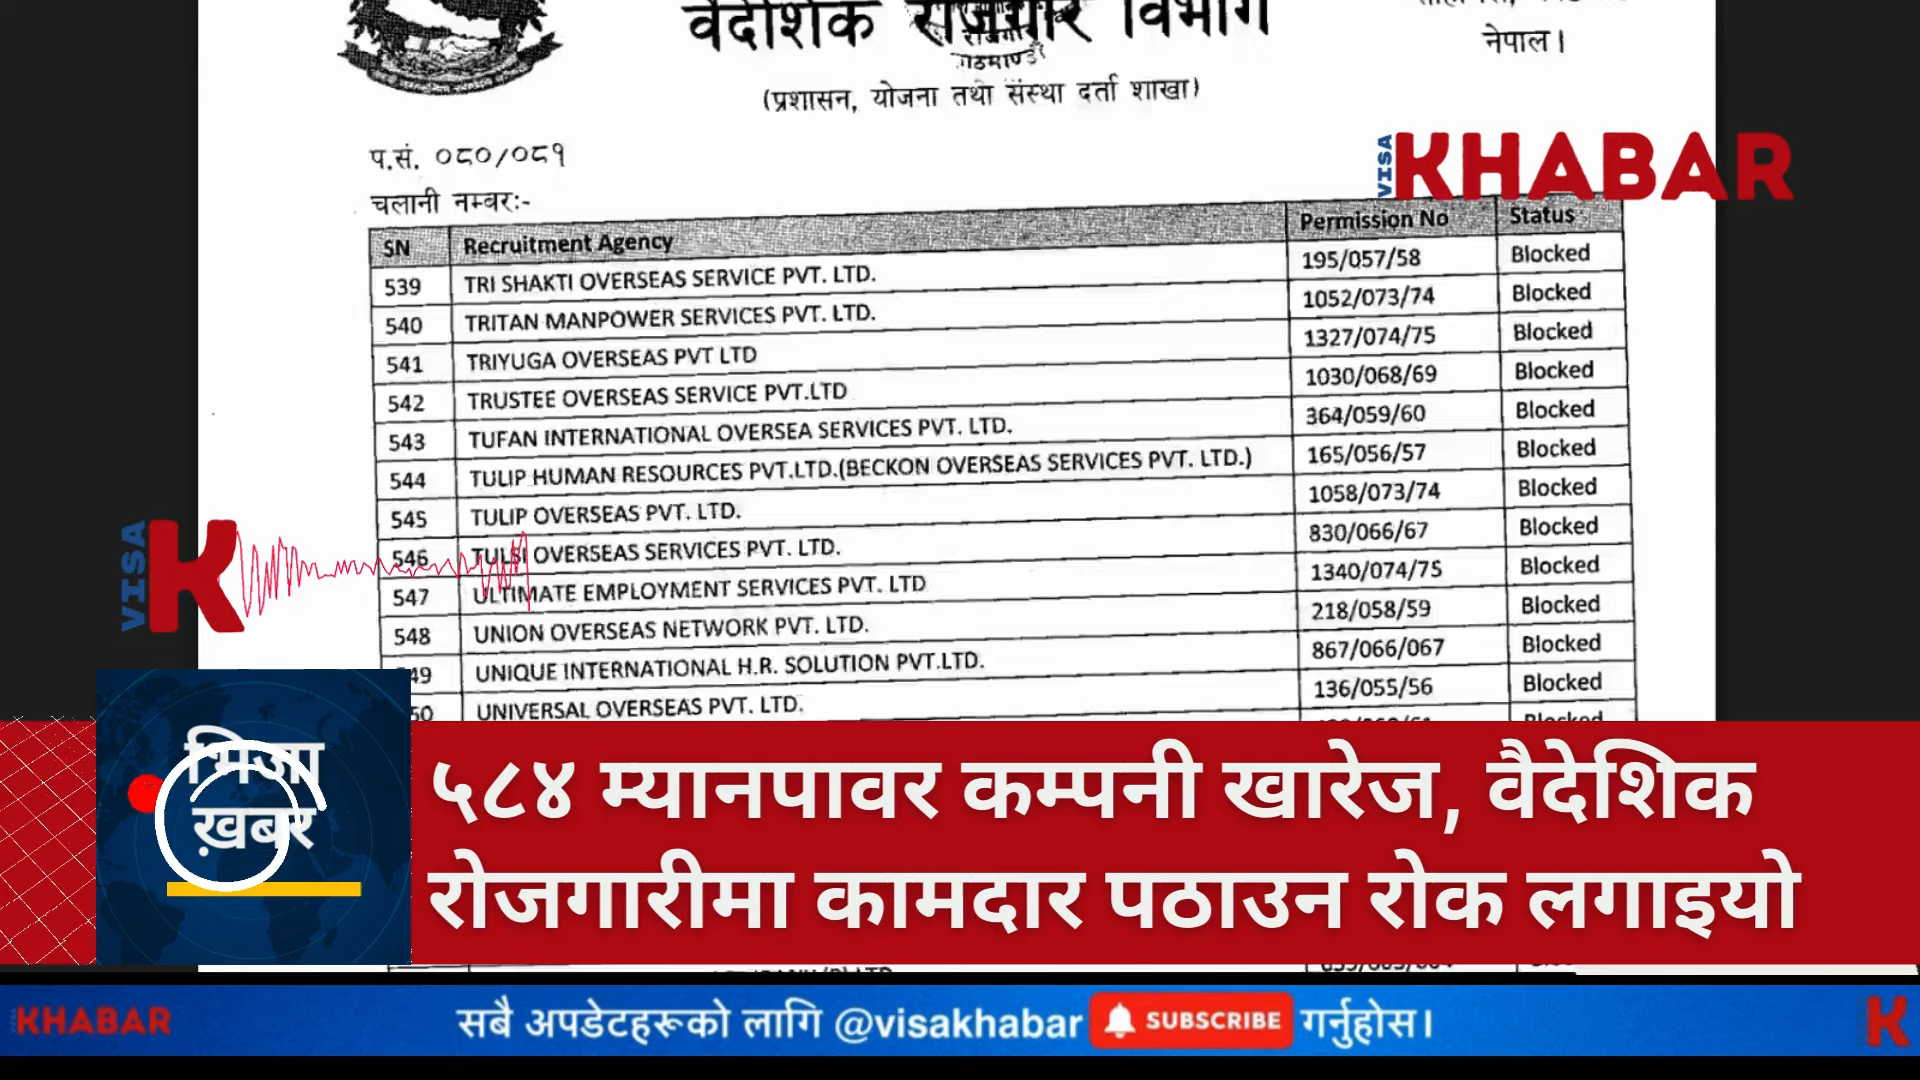 वैदेशिक रोजगार विभाग
नेपाल।
(प्रशासन, योजना तथा संस्था दर्ता शाखा)
प.सं. ०८०/०८१
चलानी नम्बर:-
VISA KHABAR
SN Recruitment Agency Permission No Status
539 TRI SHAKTI OVERSEAS SERVICE PVT. LTD. 195/057/58 Blocked
540 TRITAN MANPOWER SERVICES PVT. LTD. 1052/073/74 Blocked
541 TRIYUGA OVERSEAS PVT LTD 1327/074/75 Blocked
542 TRUSTEE OVERSEAS SERVICE PVT.LTD 1030/068/69 Blocked
543 TUFAN INTERNATIONAL OVERSEA SERVICES PVT. LTD. 364/059/60 Blocked
544 TULIP HUMAN RESOURCES PVT.LTD.(BECKON OVERSEAS SERVICES PVT. LTD.) 165/056/57 Blocked
545 TULIP OVERSEAS PVT. LTD. 1058/073/74 Blocked
546 TULSI OVERSEAS SERVICES PVT. LTD. 830/066/67 Blocked
547 ULTIMATE EMPLOYMENT SERVICES PVT. LTD 1340/074/75 Blocked
548 UNION OVERSEAS NETWORK PVT. LTD. 218/058/59 Blocked
49 UNIQUE INTERNATIONAL H.R. SOLUTION PVT.LTD. 867/066/067 Blocked
50 UNIVERSAL OVERSEAS PVT. LTD. 136/055/56 Blocked
Blocked
VISA K
भिजा
ख़बर
५८४ म्यानपावर कम्पनी खारेज, वैदेशिक
रोजगारीमा कामदार पठाउन रोक लगाइयो
KHABAR सबै अपडेटहरूको लागि @visakhabar SUBSCRIBE गर्नुहोस। K